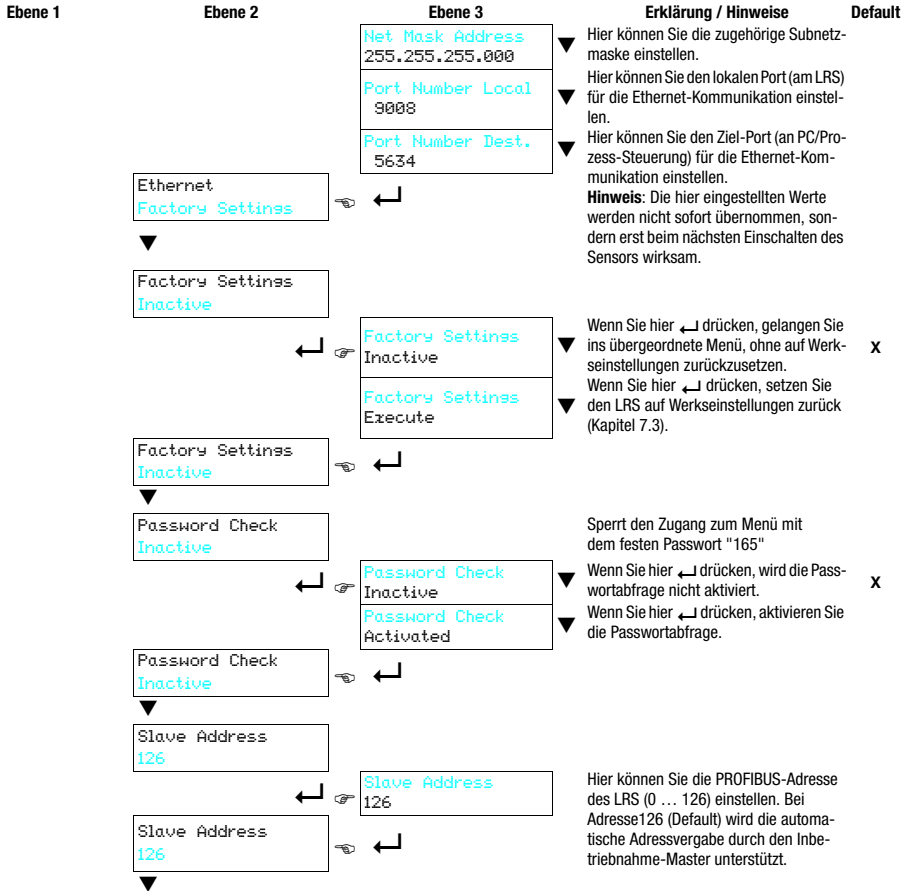 Ebene 1 Ebene 2 Ebene 3 Erklärung / Hinweise Default
Net Mask Address
255.255.255.000
Hier können Sie die zugehörige Subnetz-
maske einstellen.
Port Number Local
9008
Hier können Sie den lokalen Port (am LRS)
für die Ethernet-Kommunikation einstel-
len.
Port Number Dest.
5634
Hier können Sie den Ziel-Port (an PC/Pro-
zess-Steuerung) für die Ethernet-Kom-
munikation einstellen.
Hinweis: Die hier eingestellten Werte
werden nicht sofort übernommen, son-
dern erst beim nächsten Einschalten des
Sensors wirksam.
Ethernet
Factory Settings
Factory Settings
Inactive
Factory Settings
Inactive
Wenn Sie hier ↵ drücken, gelangen Sie
ins übergeordnete Menü, ohne auf Werk-
seinstellungen zurückzusetzen.
X
Factory Settings
Execute
Wenn Sie hier ↵ drücken, setzen Sie
den LRS auf Werkseinstellungen zurück
(Kapitel 7.3).
Factory Settings
Inactive
Password Check
Inactive
Sperrt den Zugang zum Menü mit
dem festen Passwort "165"
Password Check
Inactive
Wenn Sie hier ↵ drücken, wird die Pass-
wortabfrage nicht aktiviert.
X
Password Check
Activated
Wenn Sie hier ↵ drücken, aktivieren Sie
die Passwortabfrage.
Password Check
Inactive
Slave Address
126
Slave Address
126
Hier können Sie die PROFIBUS-Adresse
des LRS (0 … 126) einstellen. Bei
Adresse126 (Default) wird die automa-
tische Adressvergabe durch den Inbe-
triebnahme-Master unterstützt.
Slave Address
126